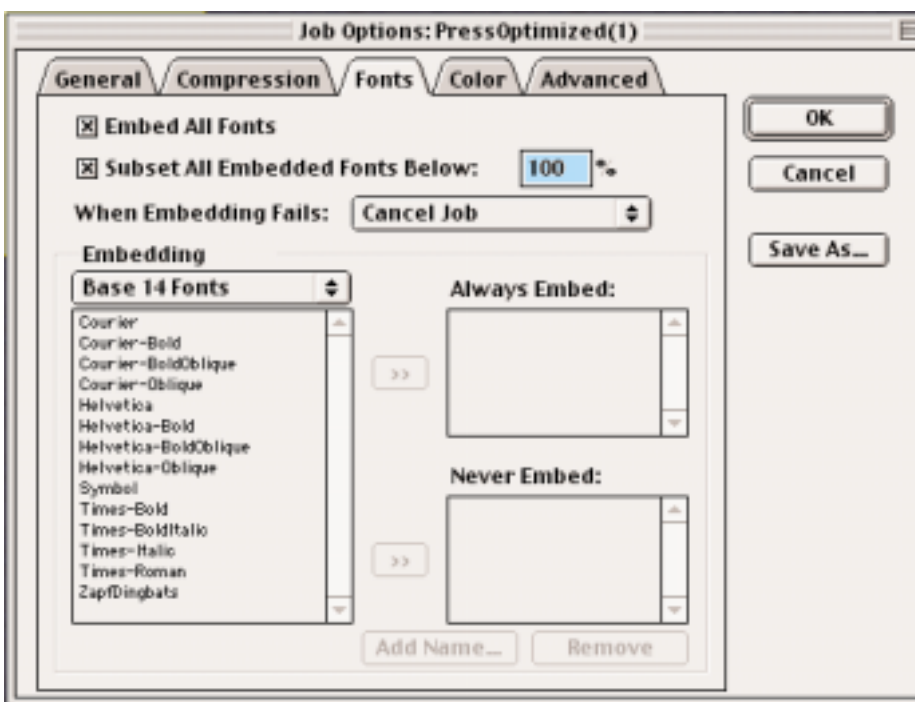 Job Options: PressOptimized(1)
General Compression Fonts Color Advanced
Embed All Fonts
Subset All Embedded Fonts Below: 100 %
When Embedding Fails: Cancel Job
Embedding
Base 14 Fonts
Courier
Courier-Bold
Courier-BoldOblique
Courier-Oblique
Helvetica
Helvetica-Bold
Helvetica-BoldOblique
Helvetica-Oblique
Symbol
Times-Bold
Times-BoldItalic
Times-Italic
Times-Roman
ZapfDingbats
>>
>>
Always Embed:
Never Embed:
Add Name... Remove
OK
Cancel
Save As...